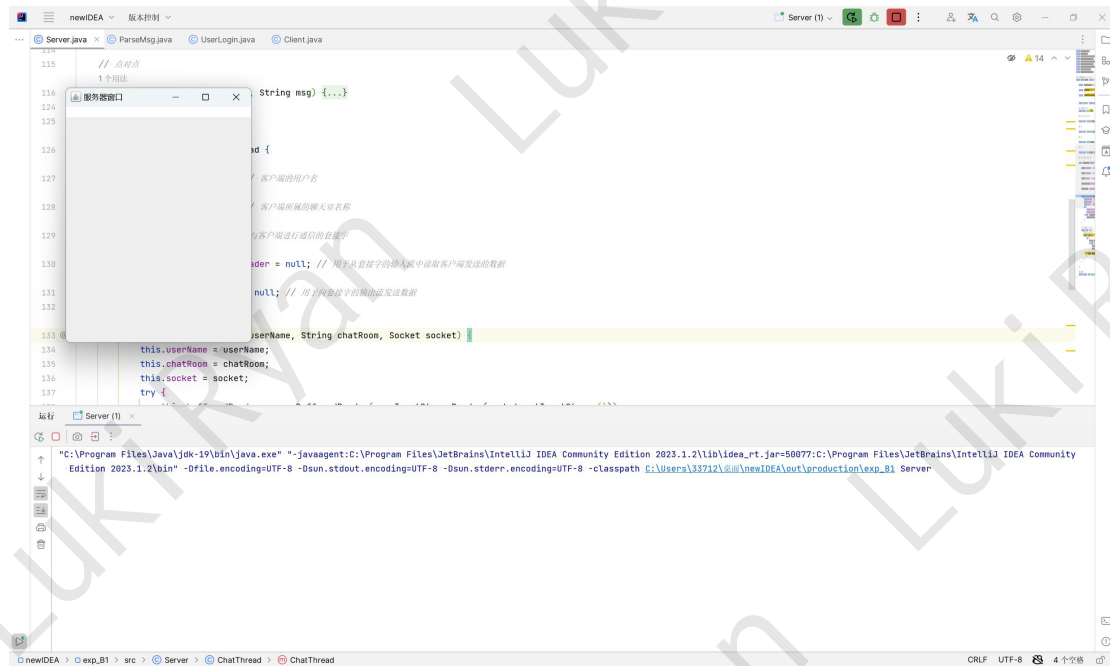 newIDEA 版本控制 Server (1)
Server.java ParseMsg.java UserLogin.java Client.java
114
115 // 点对点
1个用法
116 String msg) {...}
服务器窗口
124
125
126 ad {
127 / 客户端的用户名
128 / 客户端所属的聊天室名称
129 与客户端进行通信的套接字
130 ader = null; // 用于从套接字的输入流中读取客户端发送的数据
131 null; // 用于向套接字的输出流发送数据
132
133 userName, String chatRoom, Socket socket) {
134 this.userName = userName;
135 this.chatRoom = chatRoom;
136 this.socket = socket;
137 try {
14
运行 Server (1)
"C:\Program Files\Java\jdk-19\bin\java.exe" "-javaagent:C:\Program Files\JetBrains\IntelliJ IDEA Community Edition 2023.1.2\lib\idea_rt.jar=50077:C:\Program Files\JetBrains\IntelliJ IDEA Community
Edition 2023.1.2\bin" -Dfile.encoding=UTF-8 -Dsun.stdout.encoding=UTF-8 -Dsun.stderr.encoding=UTF-8 -classpath C:\Users\33712\桌面\newIDEA\out\production\exp_B1 Server
newIDEA > exp_B1 > src > Server > ChatThread > ChatThread CRLF UTF-8 4 个空格
Luki Ryan